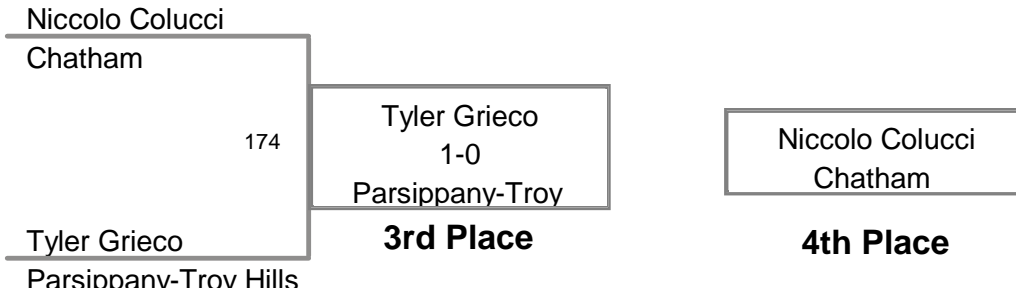 Niccolo Colucci
Chatham
174
Tyler Grieco
1-0
Parsippany-Troy
3rd Place
Tyler Grieco
Parsippany-Troy Hills
Niccolo Colucci
Chatham
4th Place